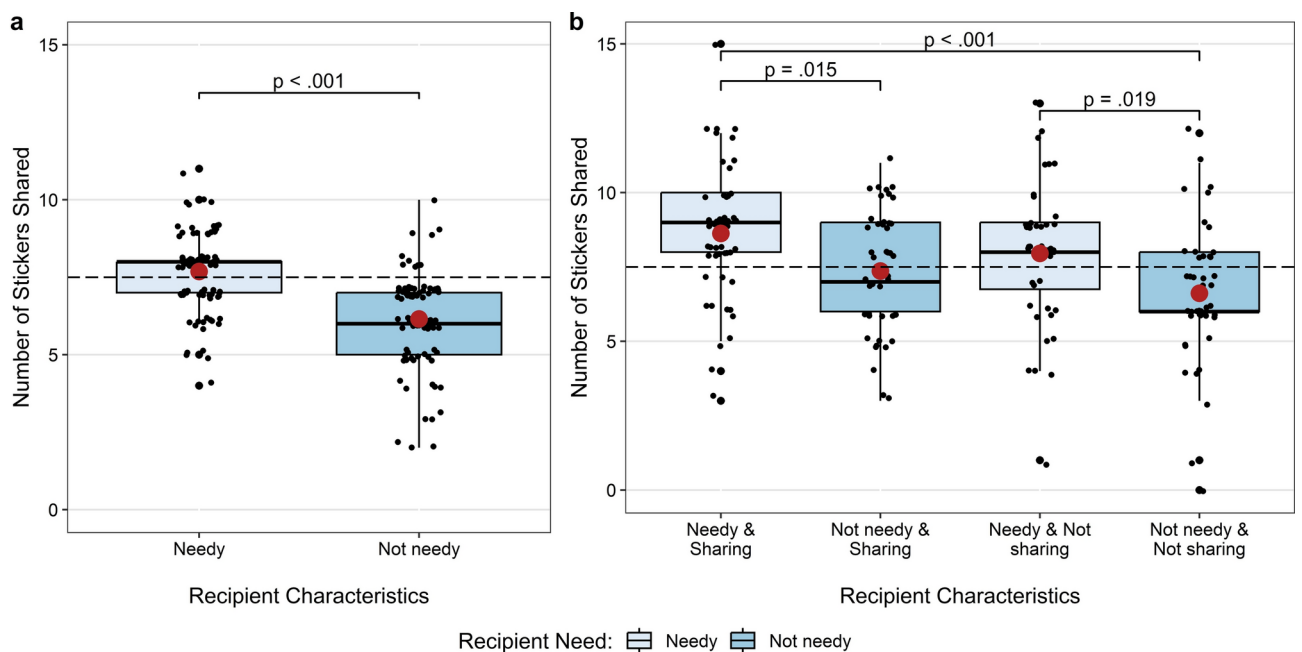 a
15
10
5
0
Number of Stickers Shared
p < .001
Needy
Not needy
Recipient Characteristics
b
15
10
5
0
Number of Stickers Shared
p < .001
p = .015
p = .019
Needy &
Sharing
Not needy &
Sharing
Needy & Not
sharing
Not needy &
Not sharing
Recipient Characteristics
Recipient Need: Needy Not needy